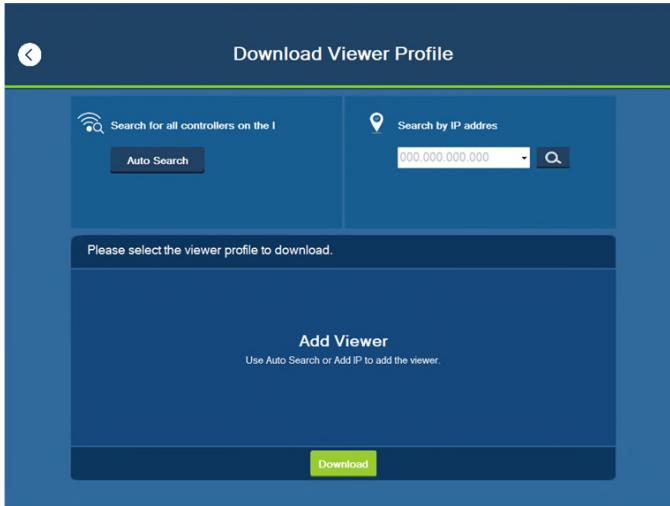 Download Viewer Profile
Search for all controllers on the l
Auto Search
Search by IP addres
000.000.000.000
Please select the viewer profile to download.
Add Viewer
Use Auto Search or Add IP to add the viewer.
Download